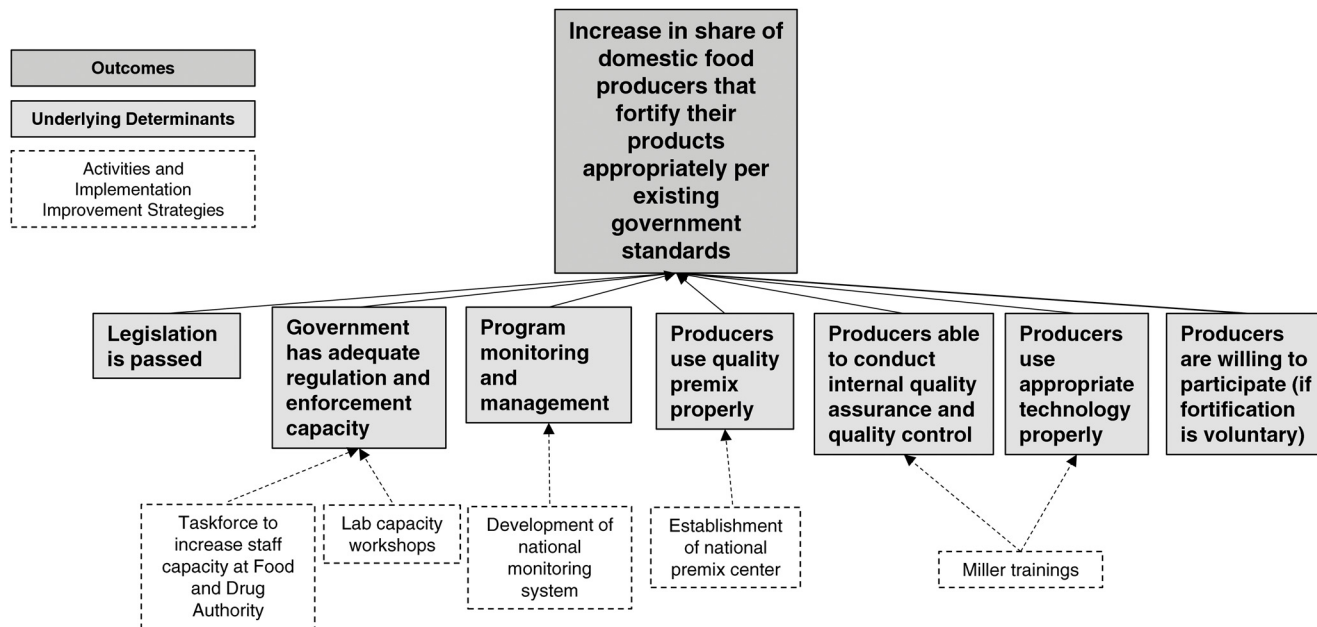 Outcomes
Underlying Determinants
Activities and
Implementation
Improvement Strategies
Increase in share of
domestic food
producers that
fortify their
products
appropriately per
existing
government
standards
Legislation
is passed
Government
has adequate
regulation and
enforcement
capacity
Program
monitoring
and
management
Producers
use quality
premix
properly
Producers able
to conduct
internal quality
assurance and
quality control
Producers
use
appropriate
technology
properly
Producers
are willing to
participate (if
fortification
is voluntary)
Taskforce to
increase staff
capacity at Food
and Drug
Authority
Lab capacity
workshops
Development of
national
monitoring
system
Establishment
of national
premix center
Miller trainings